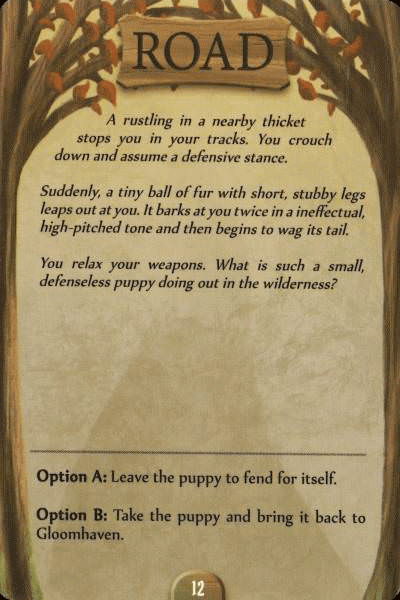 ROAD
A rustling in a nearby thicket
stops you in your tracks. You crouch
down and assume a defensive stance.
Suddenly, a tiny ball of fur with short, stubby legs
leaps out at you. It barks at you twice in a ineffectual,
high-pitched tone and then begins to wag its tail.
You relax your weapons. What is such a small,
defenseless puppy doing out in the wilderness?
Option A: Leave the puppy to fend for itself.
Option B: Take the puppy and bring it back to
Gloomhaven.
12